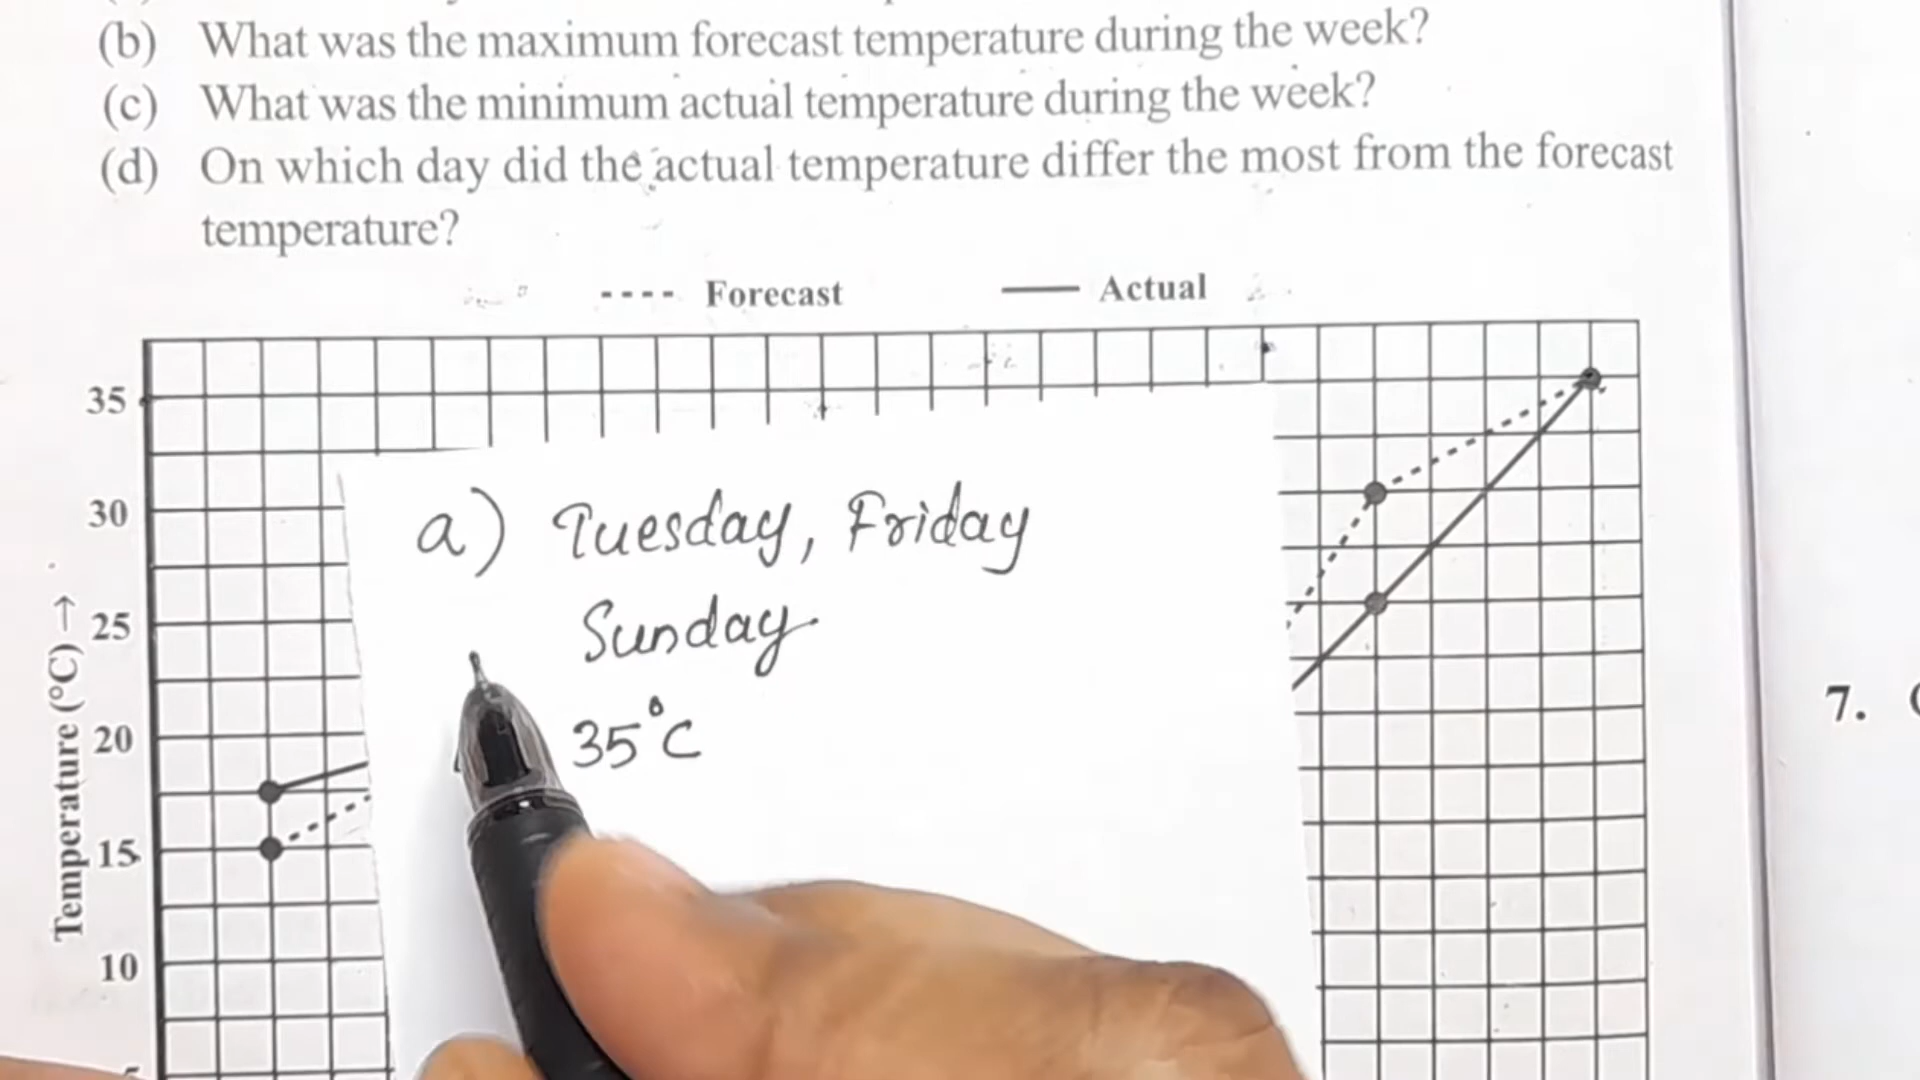 (b) What was the maximum forecast temperature during the week?
(c) What was the minimum actual temperature during the week?
(d) On which day did the actual temperature differ the most from the forecast
temperature?
---- Forecast — Actual
35
30
25
20
15
10
Temperature (°C) →
a) Tuesday, Friday
Sunday
35°C
7.